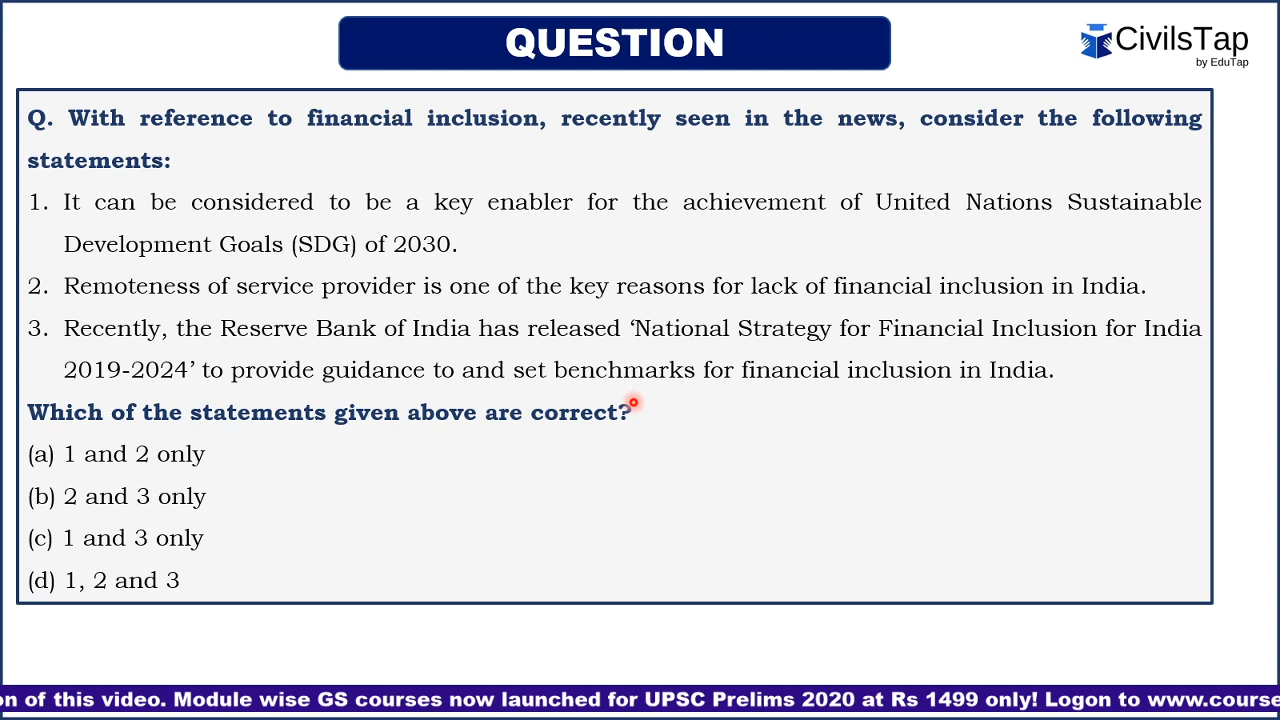 QUESTION
CivilsTap
by EduTap
Q. With reference to financial inclusion, recently seen in the news, consider the following
statements:
1. It can be considered to be a key enabler for the achievement of United Nations Sustainable
Development Goals (SDG) of 2030.
2. Remoteness of service provider is one of the key reasons for lack of financial inclusion in India.
3. Recently, the Reserve Bank of India has released ‘National Strategy for Financial Inclusion for India
2019-2024’ to provide guidance to and set benchmarks for financial inclusion in India.
Which of the statements given above are correct?
(a) 1 and 2 only
(b) 2 and 3 only
(c) 1 and 3 only
(d) 1, 2 and 3
on of this video. Module wise GS courses now launched for UPSC Prelims 2020 at Rs 1499 only! Logon to www.course